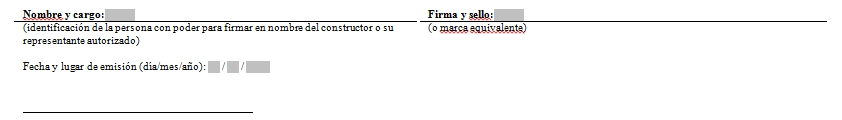 Nombre y cargo:
Firma y sello:
(identificación de la persona con poder para firmar en nombre del constructor o su
representante autorizado)
(o marca equivalente)
Fecha y lugar de emisión (dia/mes/año): / /